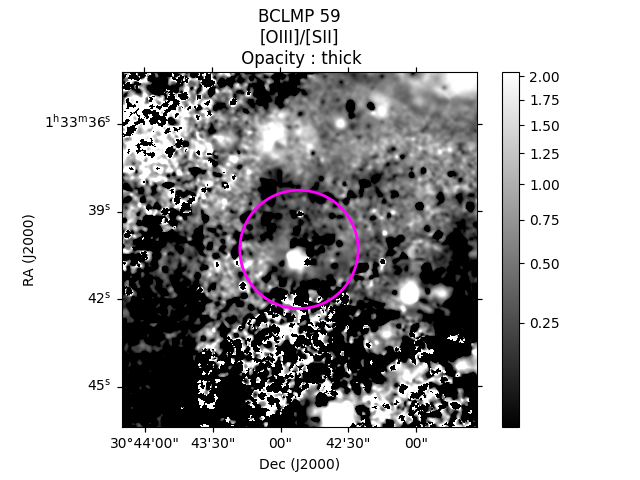 BCLMP 59
[OIII]/[SII]
Opacity : thick
1ʰ33ᵐ36ˢ
39ˢ
42ˢ
45ˢ
RA (J2000)
30°44'00" 43'30" 00" 42'30" 00"
Dec (J2000)
2.00
1.75
1.50
1.25
1.00
0.75
0.50
0.25